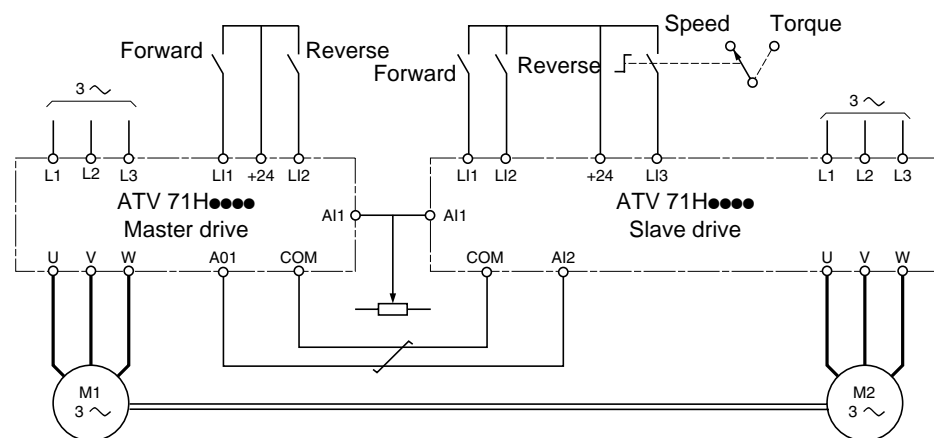 Speed Torque
Forward Reverse
Forward Reverse
3 ∼
3 ∼
L1 L2 L3 LI1 +24 LI2
LI1 LI2 +24 LI3 L1 L2 L3
ATV 71H●●●●
Master drive
ATV 71H●●●●
Slave drive
AI1 AI1
U V W A01 COM
COM AI2 U V W
M1
3 ∼
M2
3 ∼